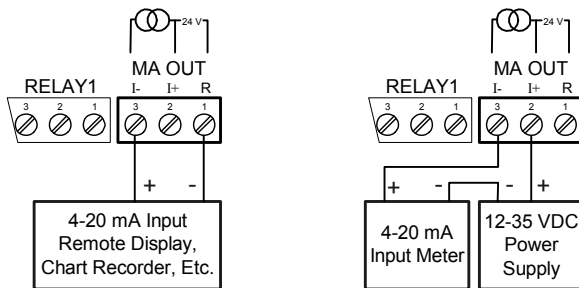 24 V
MA OUT
RELAY1 I- I+ R
3 2 1 3 2 1
+ -
4-20 mA Input
Remote Display,
Chart Recorder, Etc.
24 V
MA OUT
RELAY1 I- I+ R
3 2 1 3 2 1
+ - - +
4-20 mA
Input Meter
12-35 VDC
Power
Supply